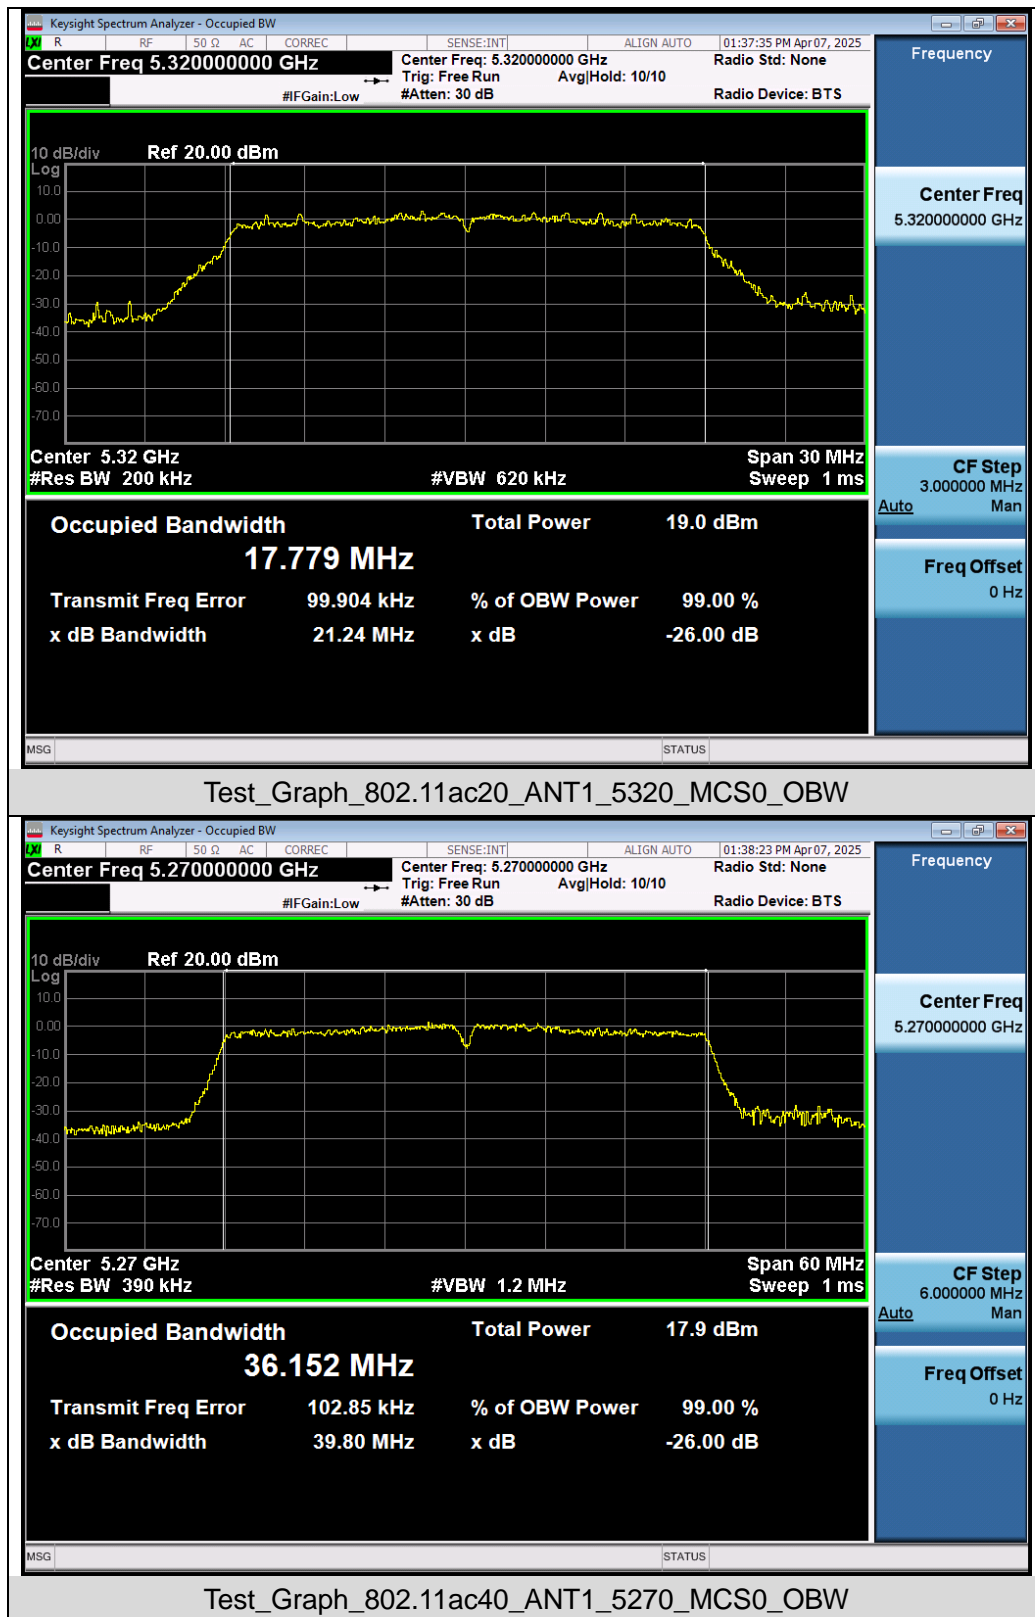 Keysight Spectrum Analyzer - Occupied BW
LXI R RF 50 Ω AC CORREC SENSE:INT ALIGN AUTO 01:37:35 PM Apr 07, 2025
Center Freq 5.320000000 GHz Center Freq: 5.320000000 GHz Radio Std: None
Trig: Free Run Avg|Hold: 10/10
#IFGain:Low #Atten: 30 dB Radio Device: BTS
10 dB/div Ref 20.00 dBm
Log
10.0
0.00
-10.0
-20.0
-30.0
-40.0
-50.0
-60.0
-70.0
Center 5.32 GHz Span 30 MHz
#Res BW 200 kHz #VBW 620 kHz Sweep 1 ms
Occupied Bandwidth Total Power 19.0 dBm
17.779 MHz
Transmit Freq Error 99.904 kHz % of OBW Power 99.00 %
x dB Bandwidth 21.24 MHz x dB -26.00 dB
MSG STATUS
Frequency
Center Freq
5.320000000 GHz
CF Step
3.000000 MHz
Auto Man
Freq Offset
0 Hz
Test_Graph_802.11ac20_ANT1_5320_MCS0_OBW
Keysight Spectrum Analyzer - Occupied BW
LXI R RF 50 Ω AC CORREC SENSE:INT ALIGN AUTO 01:38:23 PM Apr 07, 2025
Center Freq 5.270000000 GHz Center Freq: 5.270000000 GHz Radio Std: None
Trig: Free Run Avg|Hold: 10/10
#IFGain:Low #Atten: 30 dB Radio Device: BTS
10 dB/div Ref 20.00 dBm
Log
10.0
0.00
-10.0
-20.0
-30.0
-40.0
-50.0
-60.0
-70.0
Center 5.27 GHz Span 60 MHz
#Res BW 390 kHz #VBW 1.2 MHz Sweep 1 ms
Occupied Bandwidth Total Power 17.9 dBm
36.152 MHz
Transmit Freq Error 102.85 kHz % of OBW Power 99.00 %
x dB Bandwidth 39.80 MHz x dB -26.00 dB
MSG STATUS
Frequency
Center Freq
5.270000000 GHz
CF Step
6.000000 MHz
Auto Man
Freq Offset
0 Hz
Test_Graph_802.11ac40_ANT1_5270_MCS0_OBW